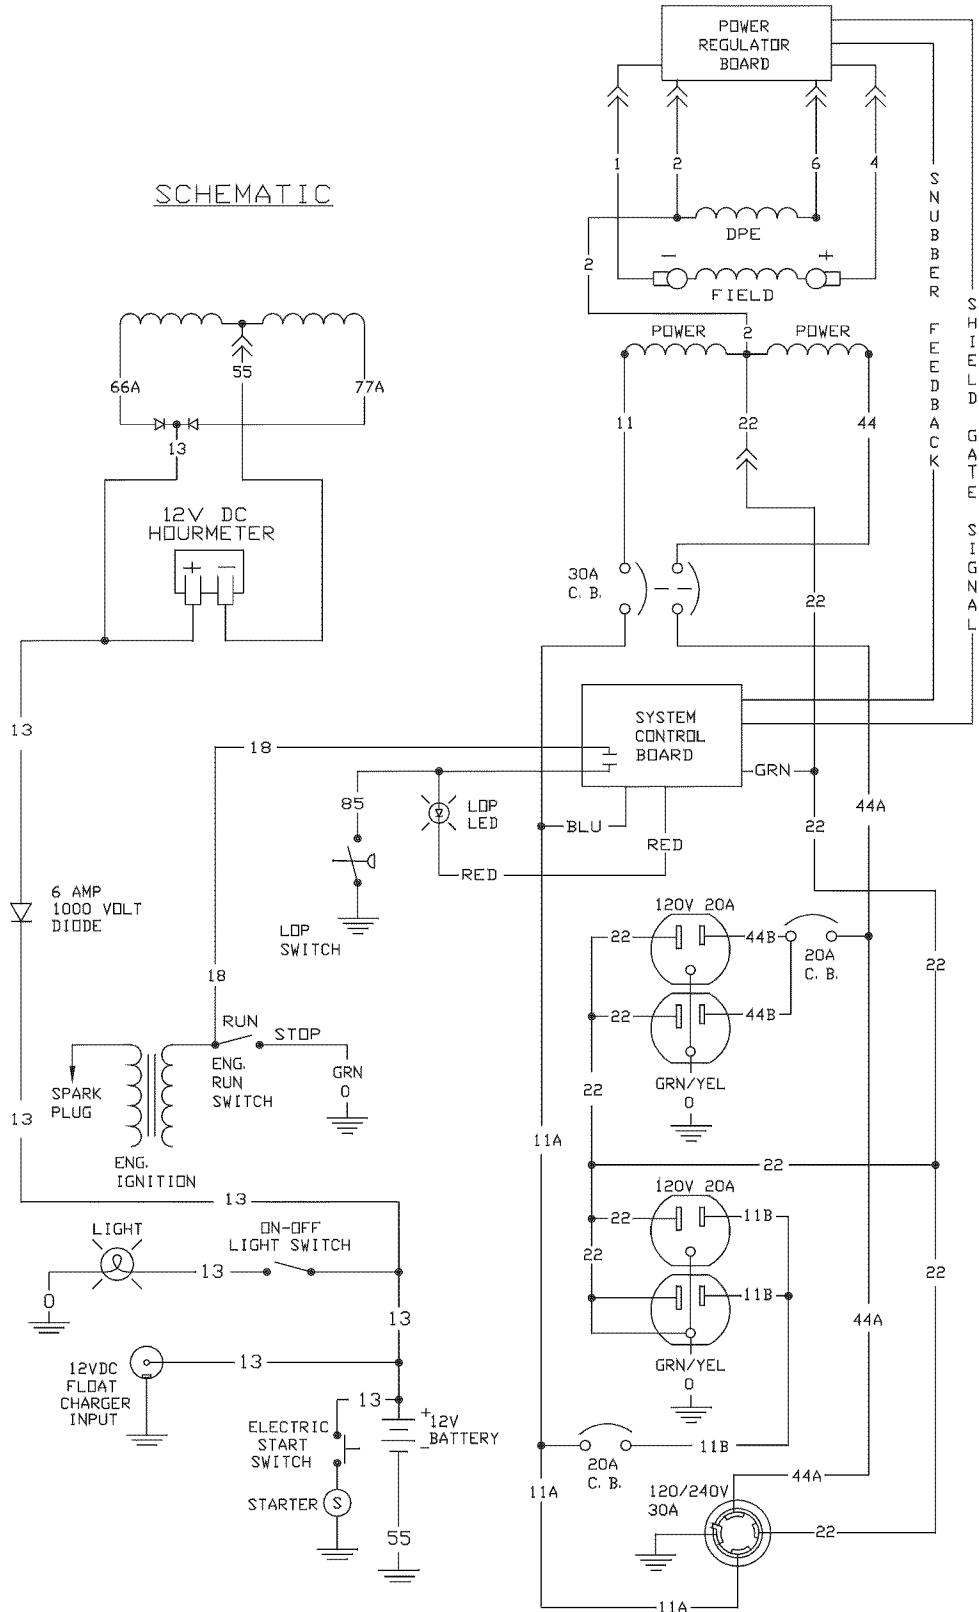 POWER
REGULATOR
BOARD
1
2
6
4
SCHEMATIC
DPE
2
-
+
FIELD
SNUBBER FEEDBACK
SHIELD GATE SIGNAL
POWER
2
POWER
66A
55
77A
13
11
22
44
12V DC
HOURMETER
+
-
30A
C. B.
22
13
18
SYSTEM
CONTROL
BOARD
GRN
85
LOP
LED
BLU
RED
RED
22
44A
6 AMP
1000 VOLT
DIODE
LOP
SWITCH
120V 20A
22
44B
20A
C. B.
22
18
22
44B
RUN
STOP
ENG.
RUN
SWITCH
GRN
0
SPARK
PLUG
13
GRN/YEL
0
22
11A
ENG.
IGNITION
22
13
120V 20A
LIGHT
ON-OFF
LIGHT SWITCH
22
11B
22
13
0
22
11B
13
44A
12VDC
FLOAT
CHARGER
INPUT
13
GRN/YEL
0
13
+
12V
BATTERY
-
ELECTRIC
START
SWITCH
11B
20A
C. B.
11A
44A
STARTER
S
120/240V
30A
55
22
11A